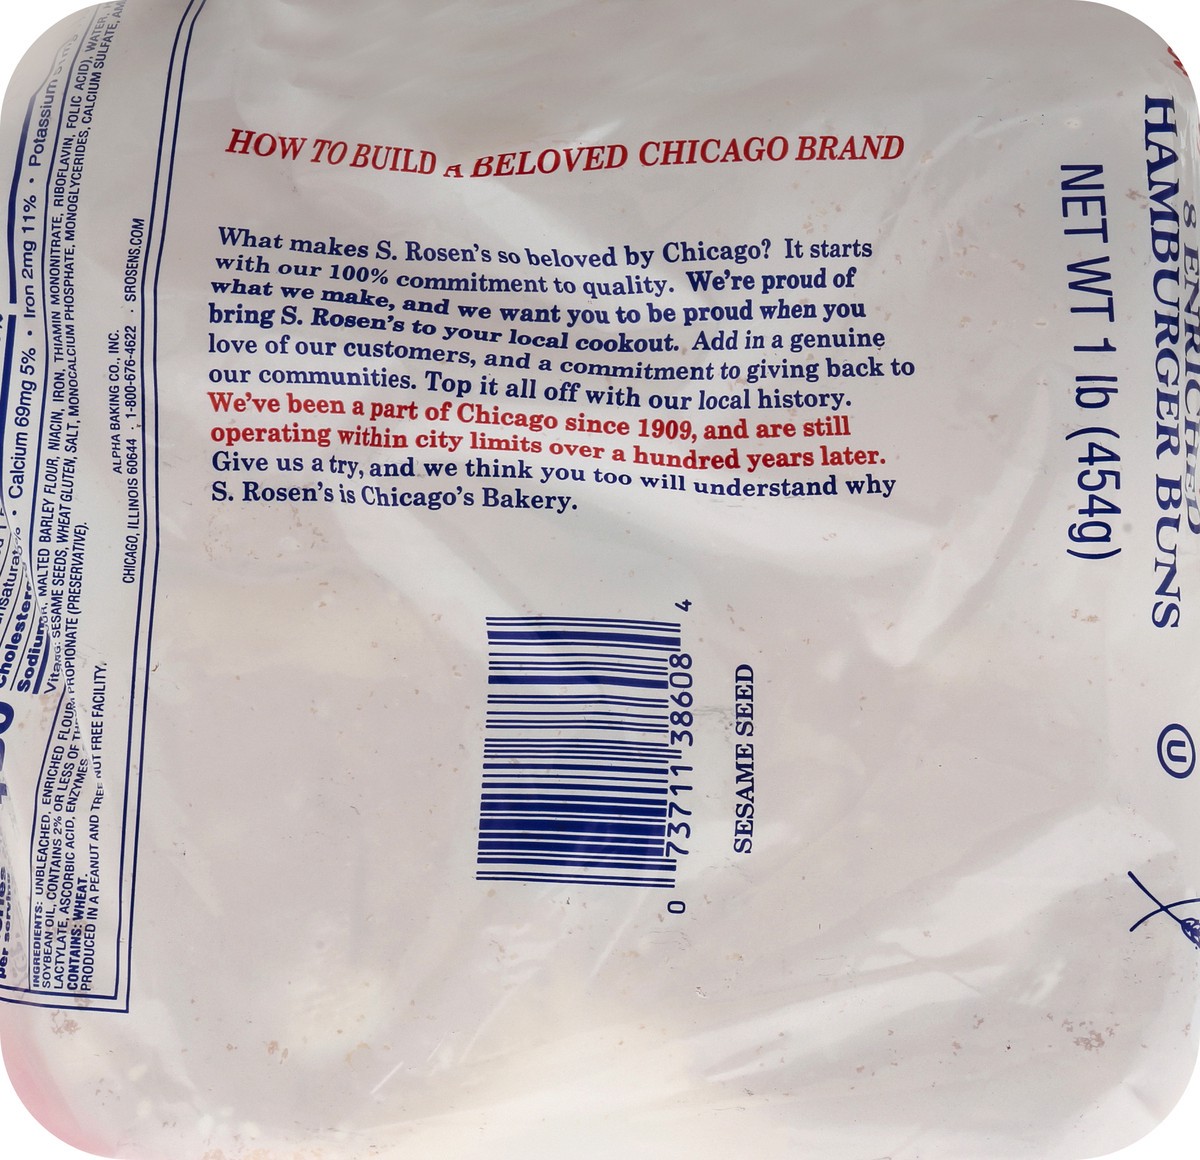 HOW TO BUILD A BELOVED CHICAGO BRAND
What makes S. Rosen's so beloved by Chicago? It starts
with our 100% commitment to quality. We're proud of
what we make, and we want you to be proud when you
bring S. Rosen's to your local cookout. Add in a genuine
love of our customers, and a commitment to giving back to
our communities. Top it all off with our local history.
We've been a part of Chicago since 1909, and are still
operating within city limits over a hundred years later.
Give us a try, and we think you too will understand why
S. Rosen's is Chicago's Bakery.
0 73711 38608 4
SESAME SEED
8 ENRICHED
HAMBURGER BUNS
NET WT 1 lb (454g)
U
Cholesterol
Sodium
Calcium 69mg 5% • Iron 2mg 11% • Potassium
INGREDIENTS: UNBLEACHED, ENRICHED FLOUR, MALTED BARLEY FLOUR, NIACIN, IRON, THIAMIN MONONITRATE, RIBOFLAVIN, FOLIC ACID), WATER,
SOYBEAN OIL, CONTAINS 2% OR LESS OF SESAME SEEDS, WHEAT GLUTEN, SALT, MONOCALCIUM PHOSPHATE, MONOGLYCERIDES, CALCIUM SULFATE,
LACTYLATE, ASCORBIC ACID, ENZYMES, PROPIONATE (PRESERVATIVE).
CONTAINS: WHEAT.
PRODUCED IN A PEANUT AND TREE NUT FREE FACILITY.
ALPHA BAKING CO., INC.
CHICAGO, ILLINOIS 60644 · 1-800-676-4622 · SROSENS.COM